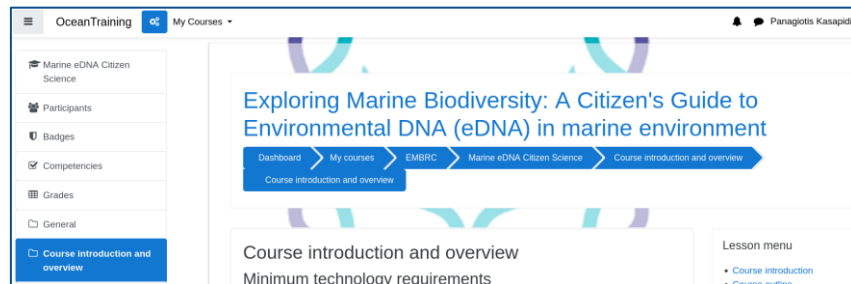 OceanTraining My Courses Panagiotis Kasapidi
Marine eDNA Citizen
Science
Participants
Badges
Competencies
Grades
General
Course introduction and
overview
Exploring Marine Biodiversity: A Citizen's Guide to
Environmental DNA (eDNA) in marine environment
Dashboard My courses EMBRC Marine eDNA Citizen Science Course introduction and overview
Course introduction and overview
Course introduction and overview
Minimum technology requirements
Lesson menu
• Course introduction
• Course outline